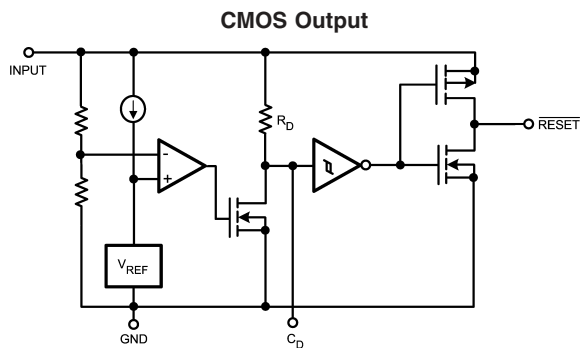 CMOS Output
INPUT
R_D
RESET
-
+
V_REF
GND
C_D